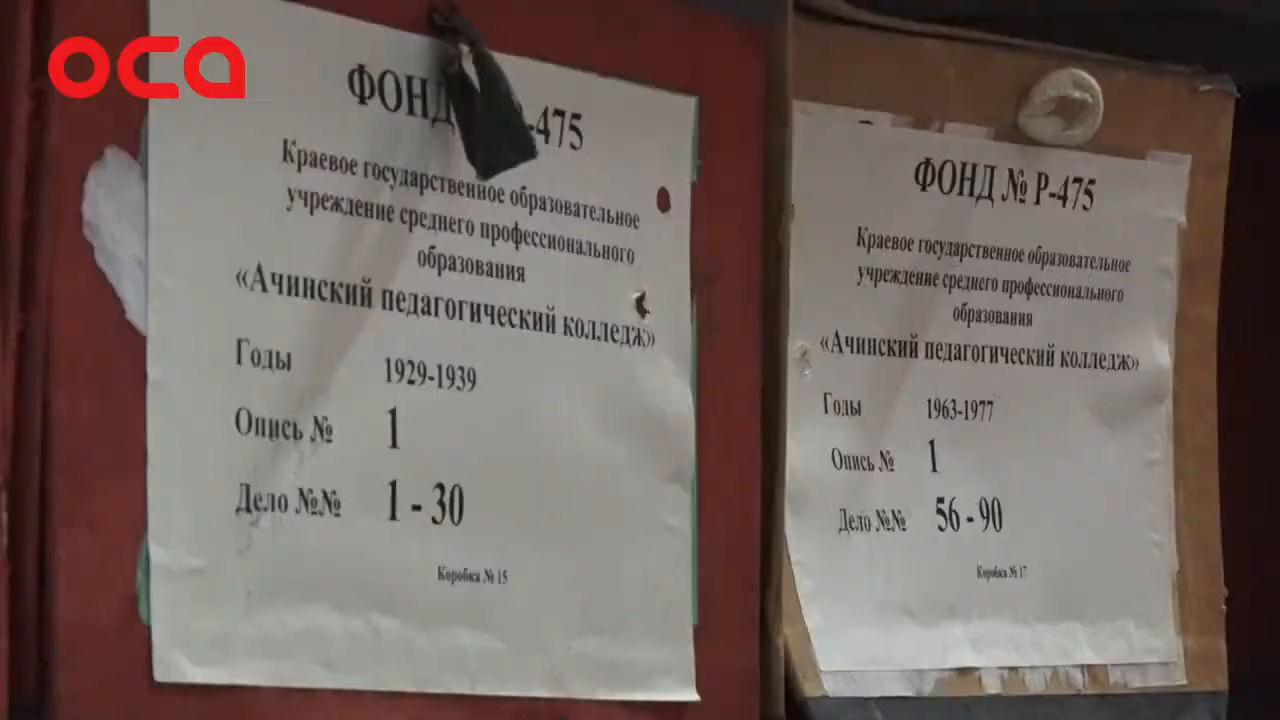 оса
ФОНД -475
Краевое государственное образовательное
учреждение среднего профессионального
образования
«Ачинский педагогический колледж»
Годы 1929-1939
Опись № 1
Дело №№ 1 - 30
Коробка № 15
ФОНД № Р-475
Краевое государственное образовательное
учреждение среднего профессионального
образования
«Ачинский педагогический колледж»
Годы 1963-1977
Опись № 1
Дело №№ 56 - 90
Коробка № 17